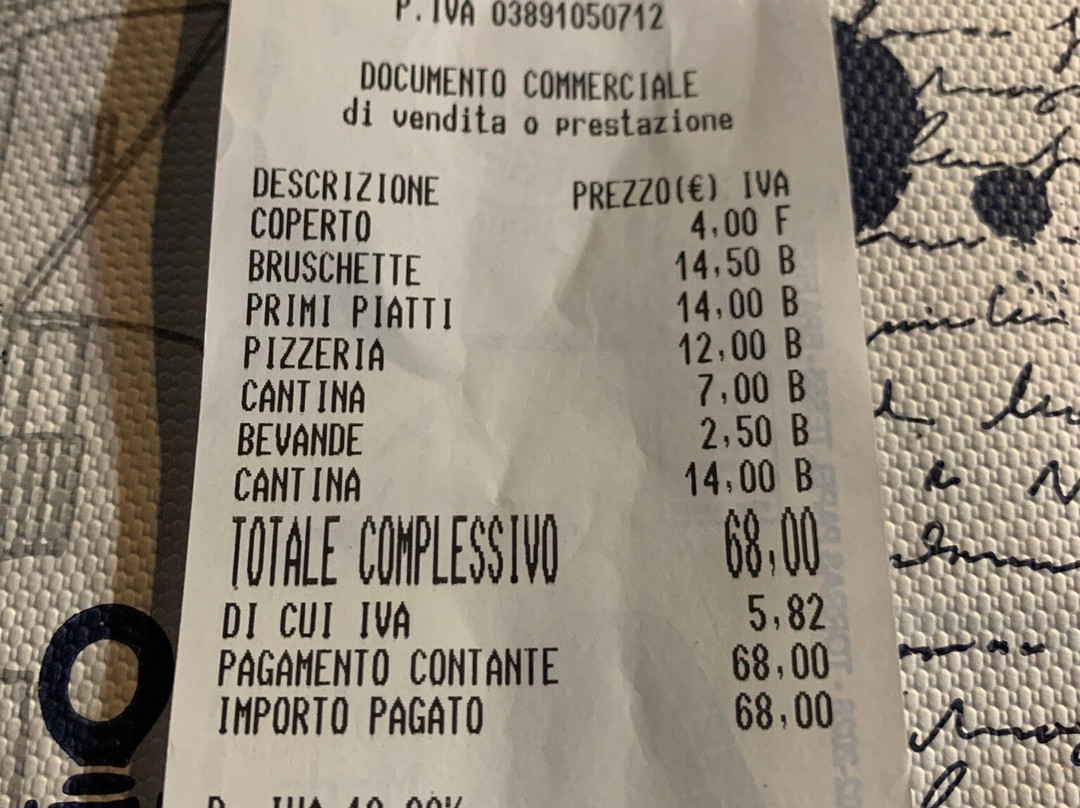 P. IVA 03891050712
DOCUMENTO COMMERCIALE
di vendita o prestazione
DESCRIZIONE PREZZO(€) IVA
COPERTO 4,00 F
BRUSCHETTE 14,50 B
PRIMI PIATTI 14,00 B
PIZZERIA 12,00 B
CANTINA 7,00 B
BEVANDE 2,50 B
CANTINA 14,00 B
TOTALE COMPLESSIVO 68,00
DI CUI IVA 5,82
PAGAMENTO CONTANTE 68,00
IMPORTO PAGATO 68,00